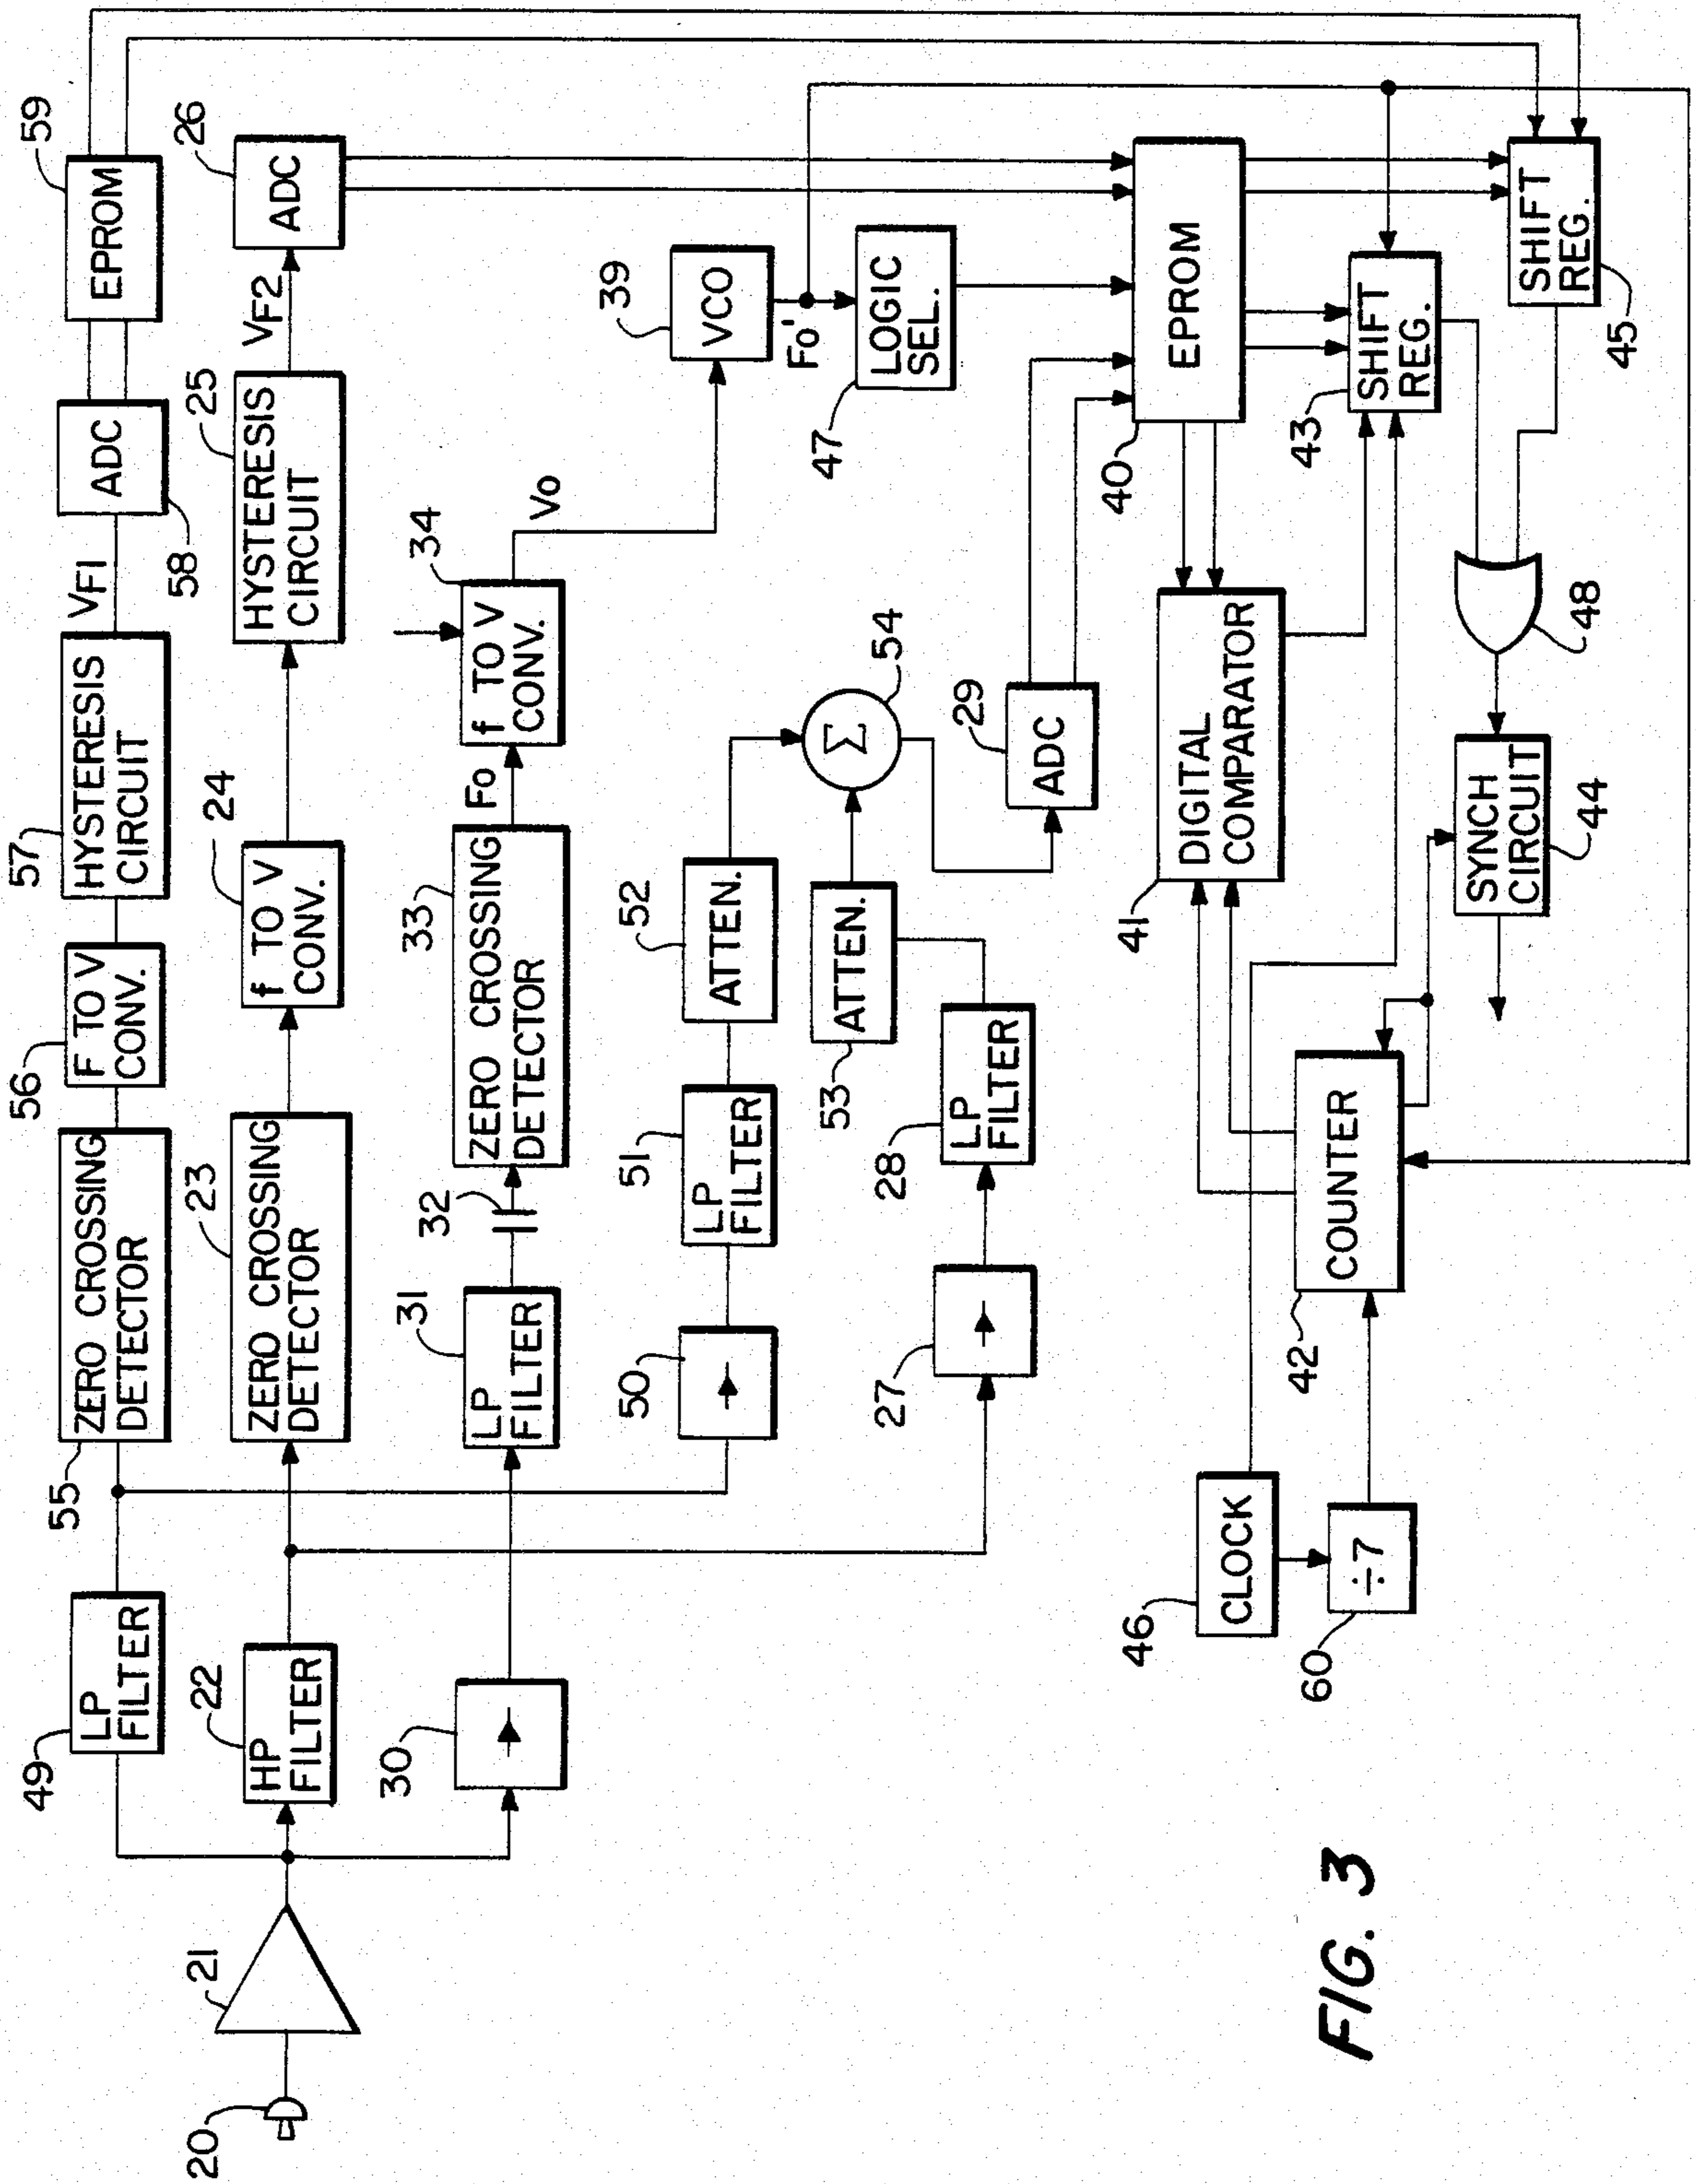 59
EPROM
ADC
58
VF1
57
HYSTERESIS
CIRCUIT
56
F TO V
CONV.
55
ZERO CROSSING
DETECTOR
49
LP
FILTER
26
ADC
VF2
25
HYSTERESIS
CIRCUIT
24
f TO V
CONV.
23
ZERO CROSSING
DETECTOR
22
HP
FILTER
21
20
34
f TO V
CONV.
Vo
Fo
33
ZERO CROSSING
DETECTOR
32
31
LP
FILTER
30
39
VCO
Fo'
47
LOGIC
SEL.
54
Σ
52
ATTEN.
51
LP
FILTER
50
53
ATTEN.
28
LP
FILTER
27
29
ADC
40
EPROM
41
DIGITAL
COMPARATOR
43
SHIFT
REG.
45
SHIFT
REG.
48
44
SYNCH
CIRCUIT
42
COUNTER
46
CLOCK
60
÷7
FIG. 3